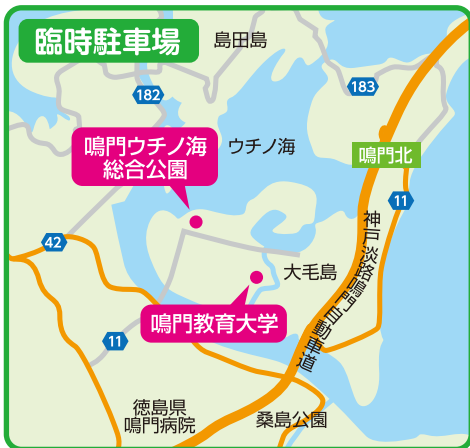 臨時駐車場
島田島
182
183
鳴門ウチノ海
総合公園
ウチノ海
鳴門北
11
42
神戸淡路鳴門自動車道
大毛島
鳴門教育大学
11
徳島県
鳴門病院
桑島公園